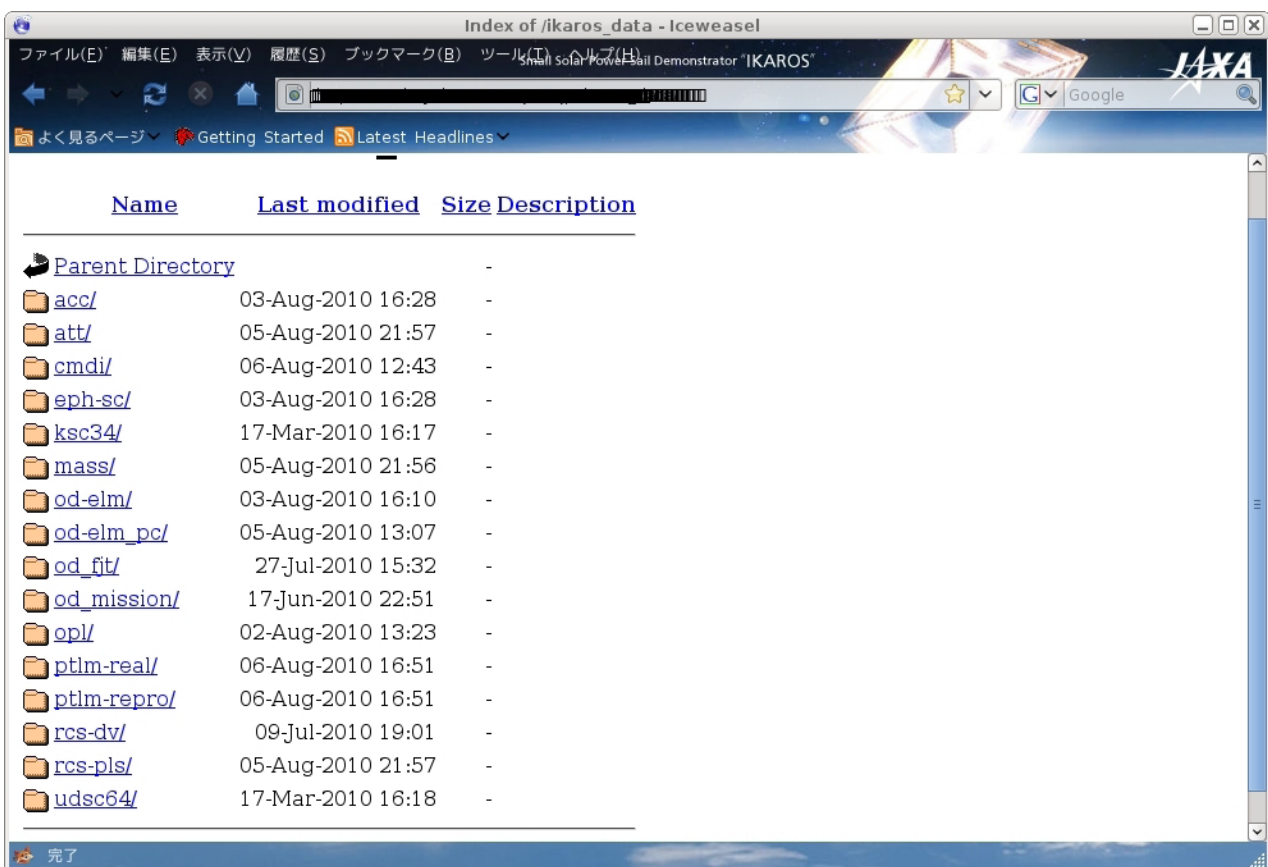 Index of /ikaros_data - Iceweasel
ファイル(F) 編集(E) 表示(V) 履歴(S) ブックマーク(B) ツール(T) ヘルプ(H)
Small Solar Power Sail Demonstrator "IKAROS"
JAXA
G Google
よく見るページ Getting Started Latest Headlines
Name Last modified Size Description
Parent Directory -
acc/ 03-Aug-2010 16:28 -
att/ 05-Aug-2010 21:57 -
cmdi/ 06-Aug-2010 12:43 -
eph-sc/ 03-Aug-2010 16:28 -
ksc34/ 17-Mar-2010 16:17 -
mass/ 05-Aug-2010 21:56 -
od-elm/ 03-Aug-2010 16:10 -
od-elm_pc/ 05-Aug-2010 13:07 -
od_fjt/ 27-Jul-2010 15:32 -
od_mission/ 17-Jun-2010 22:51 -
opl/ 02-Aug-2010 13:23 -
ptlm-real/ 06-Aug-2010 16:51 -
ptlm-repro/ 06-Aug-2010 16:51 -
rcs-dv/ 09-Jul-2010 19:01 -
rcs-pls/ 05-Aug-2010 21:57 -
udsc64/ 17-Mar-2010 16:18 -
完了